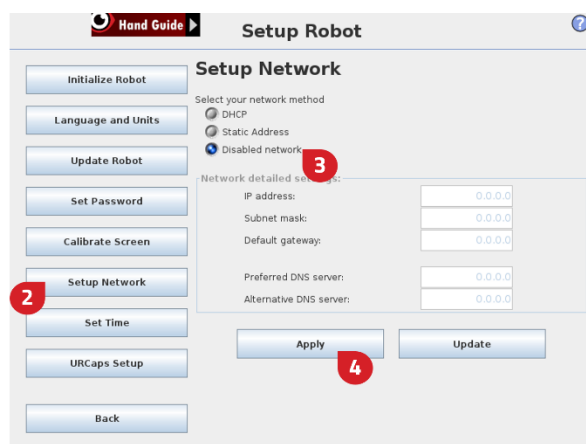 Hand Guide
Setup Robot
?
Initialize Robot
Language and Units
Update Robot
Set Password
Calibrate Screen
Setup Network
2
Set Time
URCaps Setup
Back
Setup Network
Select your network method
DHCP
Static Address
Disabled network
3
Network detailed settings:
IP address: 0.0.0.0
Subnet mask: 0.0.0.0
Default gateway: 0.0.0.0
Preferred DNS server: 0.0.0.0
Alternative DNS server: 0.0.0.0
Apply
4
Update